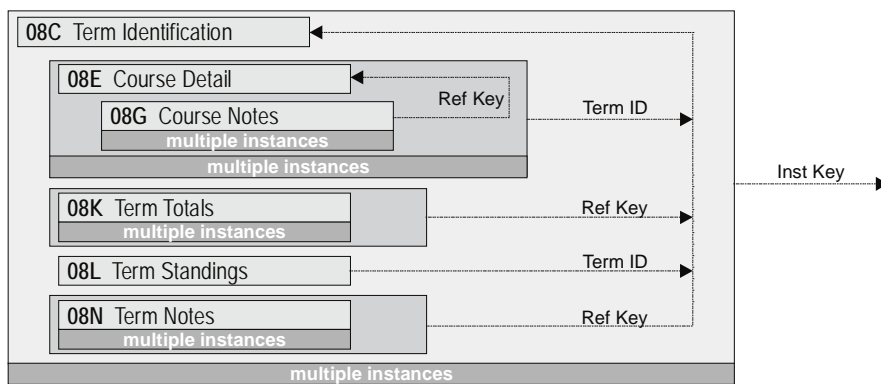 08C Term Identification
08E Course Detail
Ref Key
08G Course Notes
multiple instances
Term ID
multiple instances
Inst Key
08K Term Totals
Ref Key
multiple instances
08L Term Standings
Term ID
08N Term Notes
Ref Key
multiple instances
multiple instances